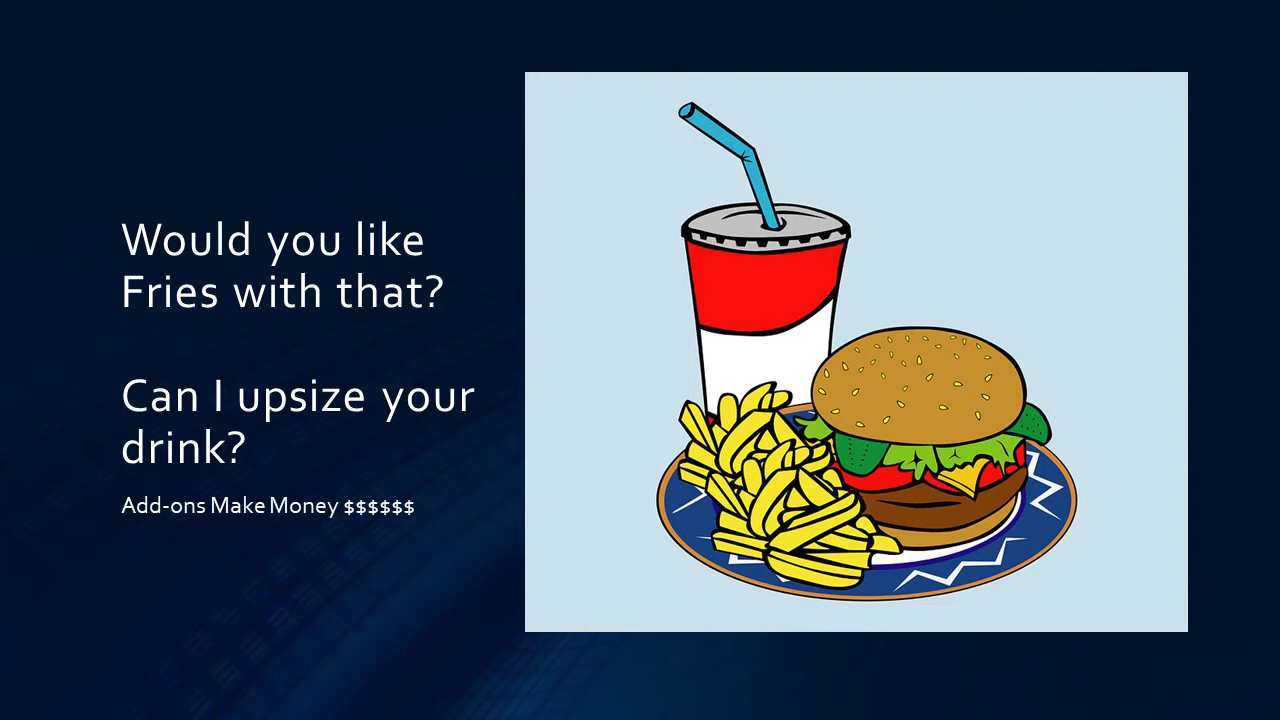 Would you like
Fries with that?
Can I upsize your
drink?
Add-ons Make Money $$$$$$